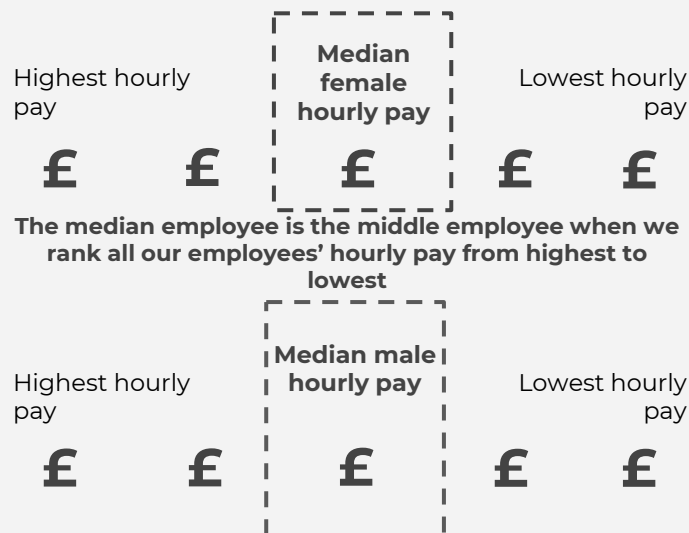 Highest hourly
pay
Median
female
hourly pay
Lowest hourly
pay
£ £ £ £ £
The median employee is the middle employee when we
rank all our employees’ hourly pay from highest to
lowest
Highest hourly
pay
Median male
hourly pay
Lowest hourly
pay
£ £ £ £ £